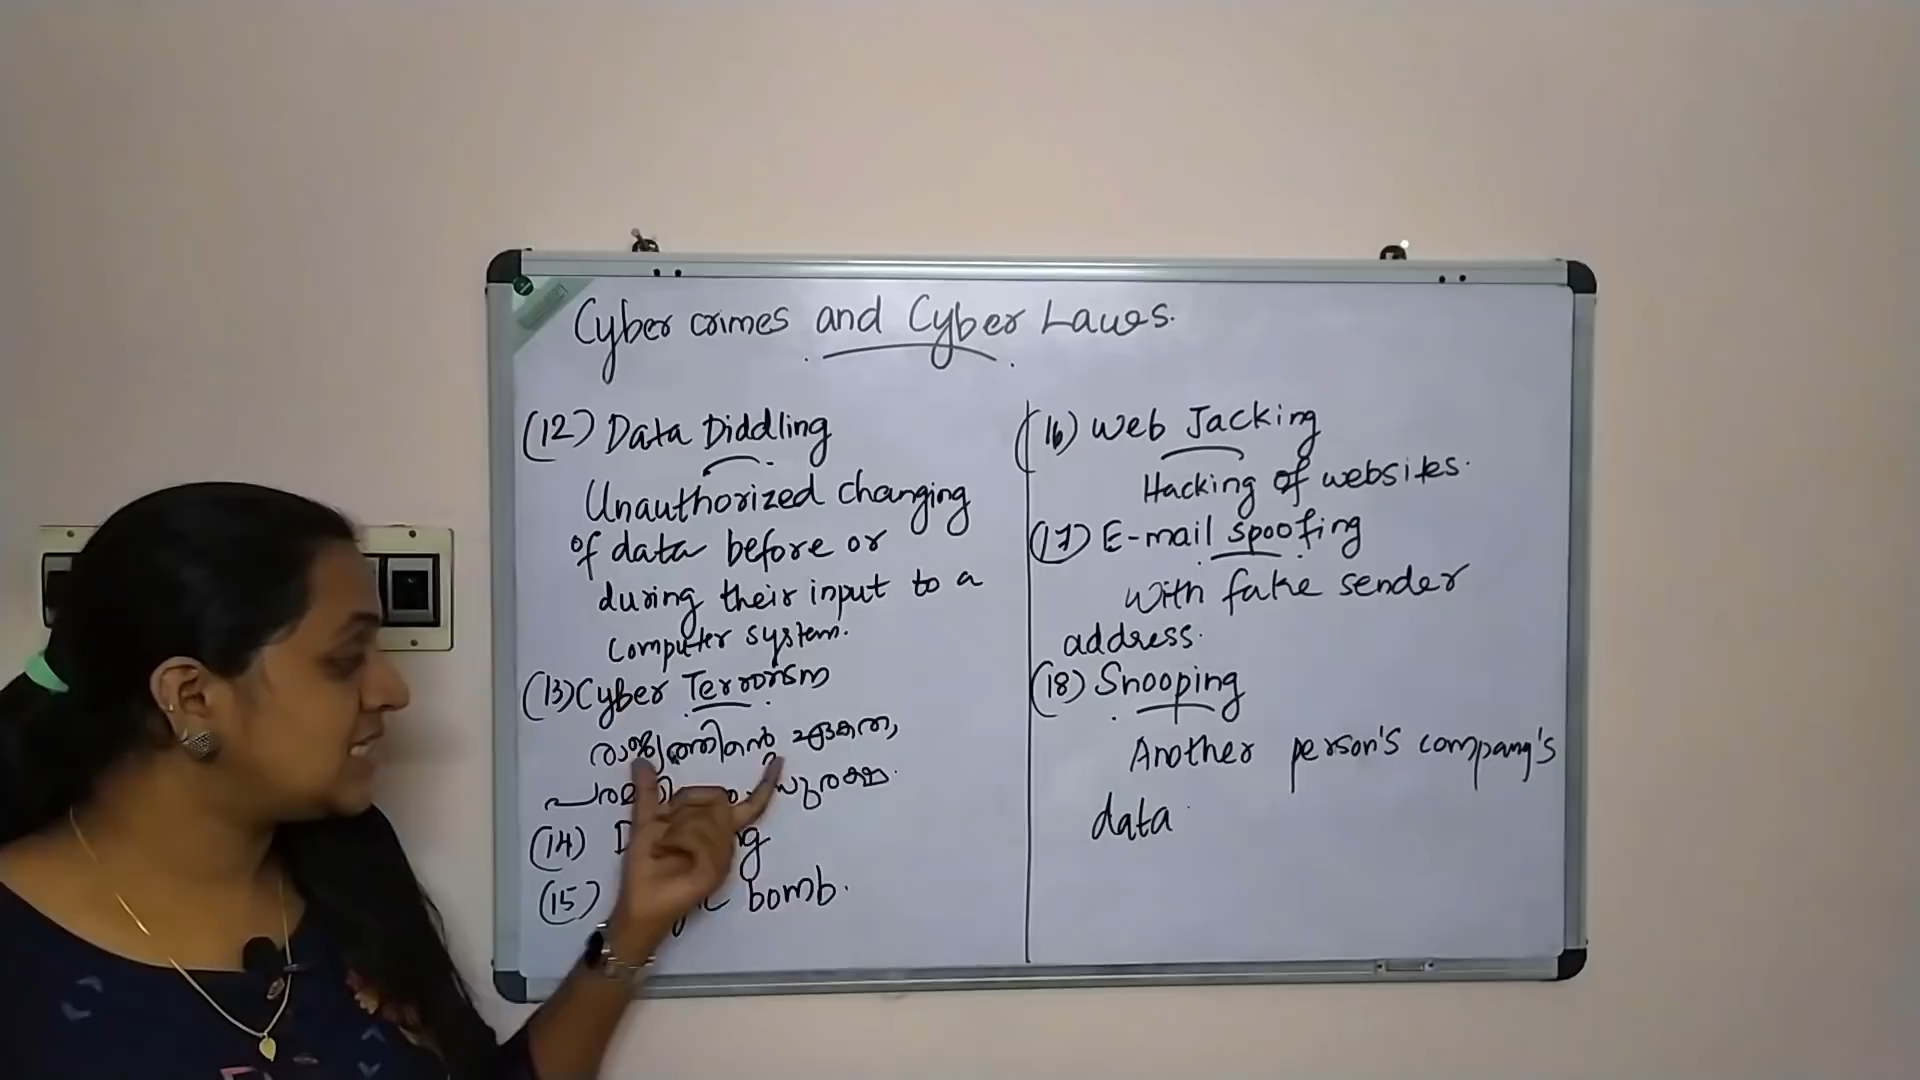 Cyber crimes and Cyber Laws.
(12) Data Diddling
Unauthorized changing
of data before or
during their input to a
computer system.
(13) Cyber Terrorism
രാജ്യത്തിന്റെ ഏകത,
സുരക്ഷ.
(14)
(15) bomb.
(16) Web Jacking
Hacking of websites.
(17) E-mail spoofing
with fake sender
address.
(18) Snooping
Another person's company's
data.